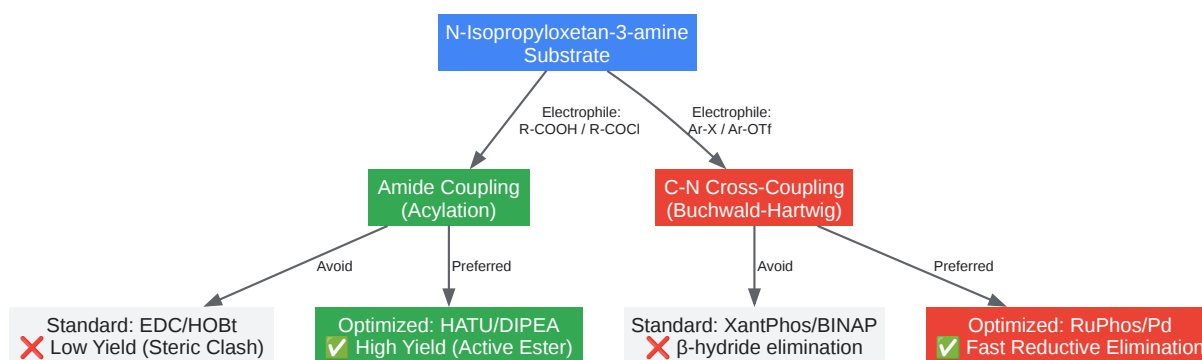 N-Isopropyloxetan-3-amine
Substrate
Electrophile:
R-COOH / R-COCl
Electrophile:
Ar-X / Ar-OTf
Amide Coupling
(Acylation)
C-N Cross-Coupling
(Buchwald-Hartwig)
Avoid
Preferred
Avoid
Preferred
Standard: EDC/HOBt
❌ Low Yield (Steric Clash)
Optimized: HATU/DIPEA
✅ High Yield (Active Ester)
Standard: XantPhos/BINAP
❌ β-hydride elimination
Optimized: RuPhos/Pd
✅ Fast Reductive Elimination